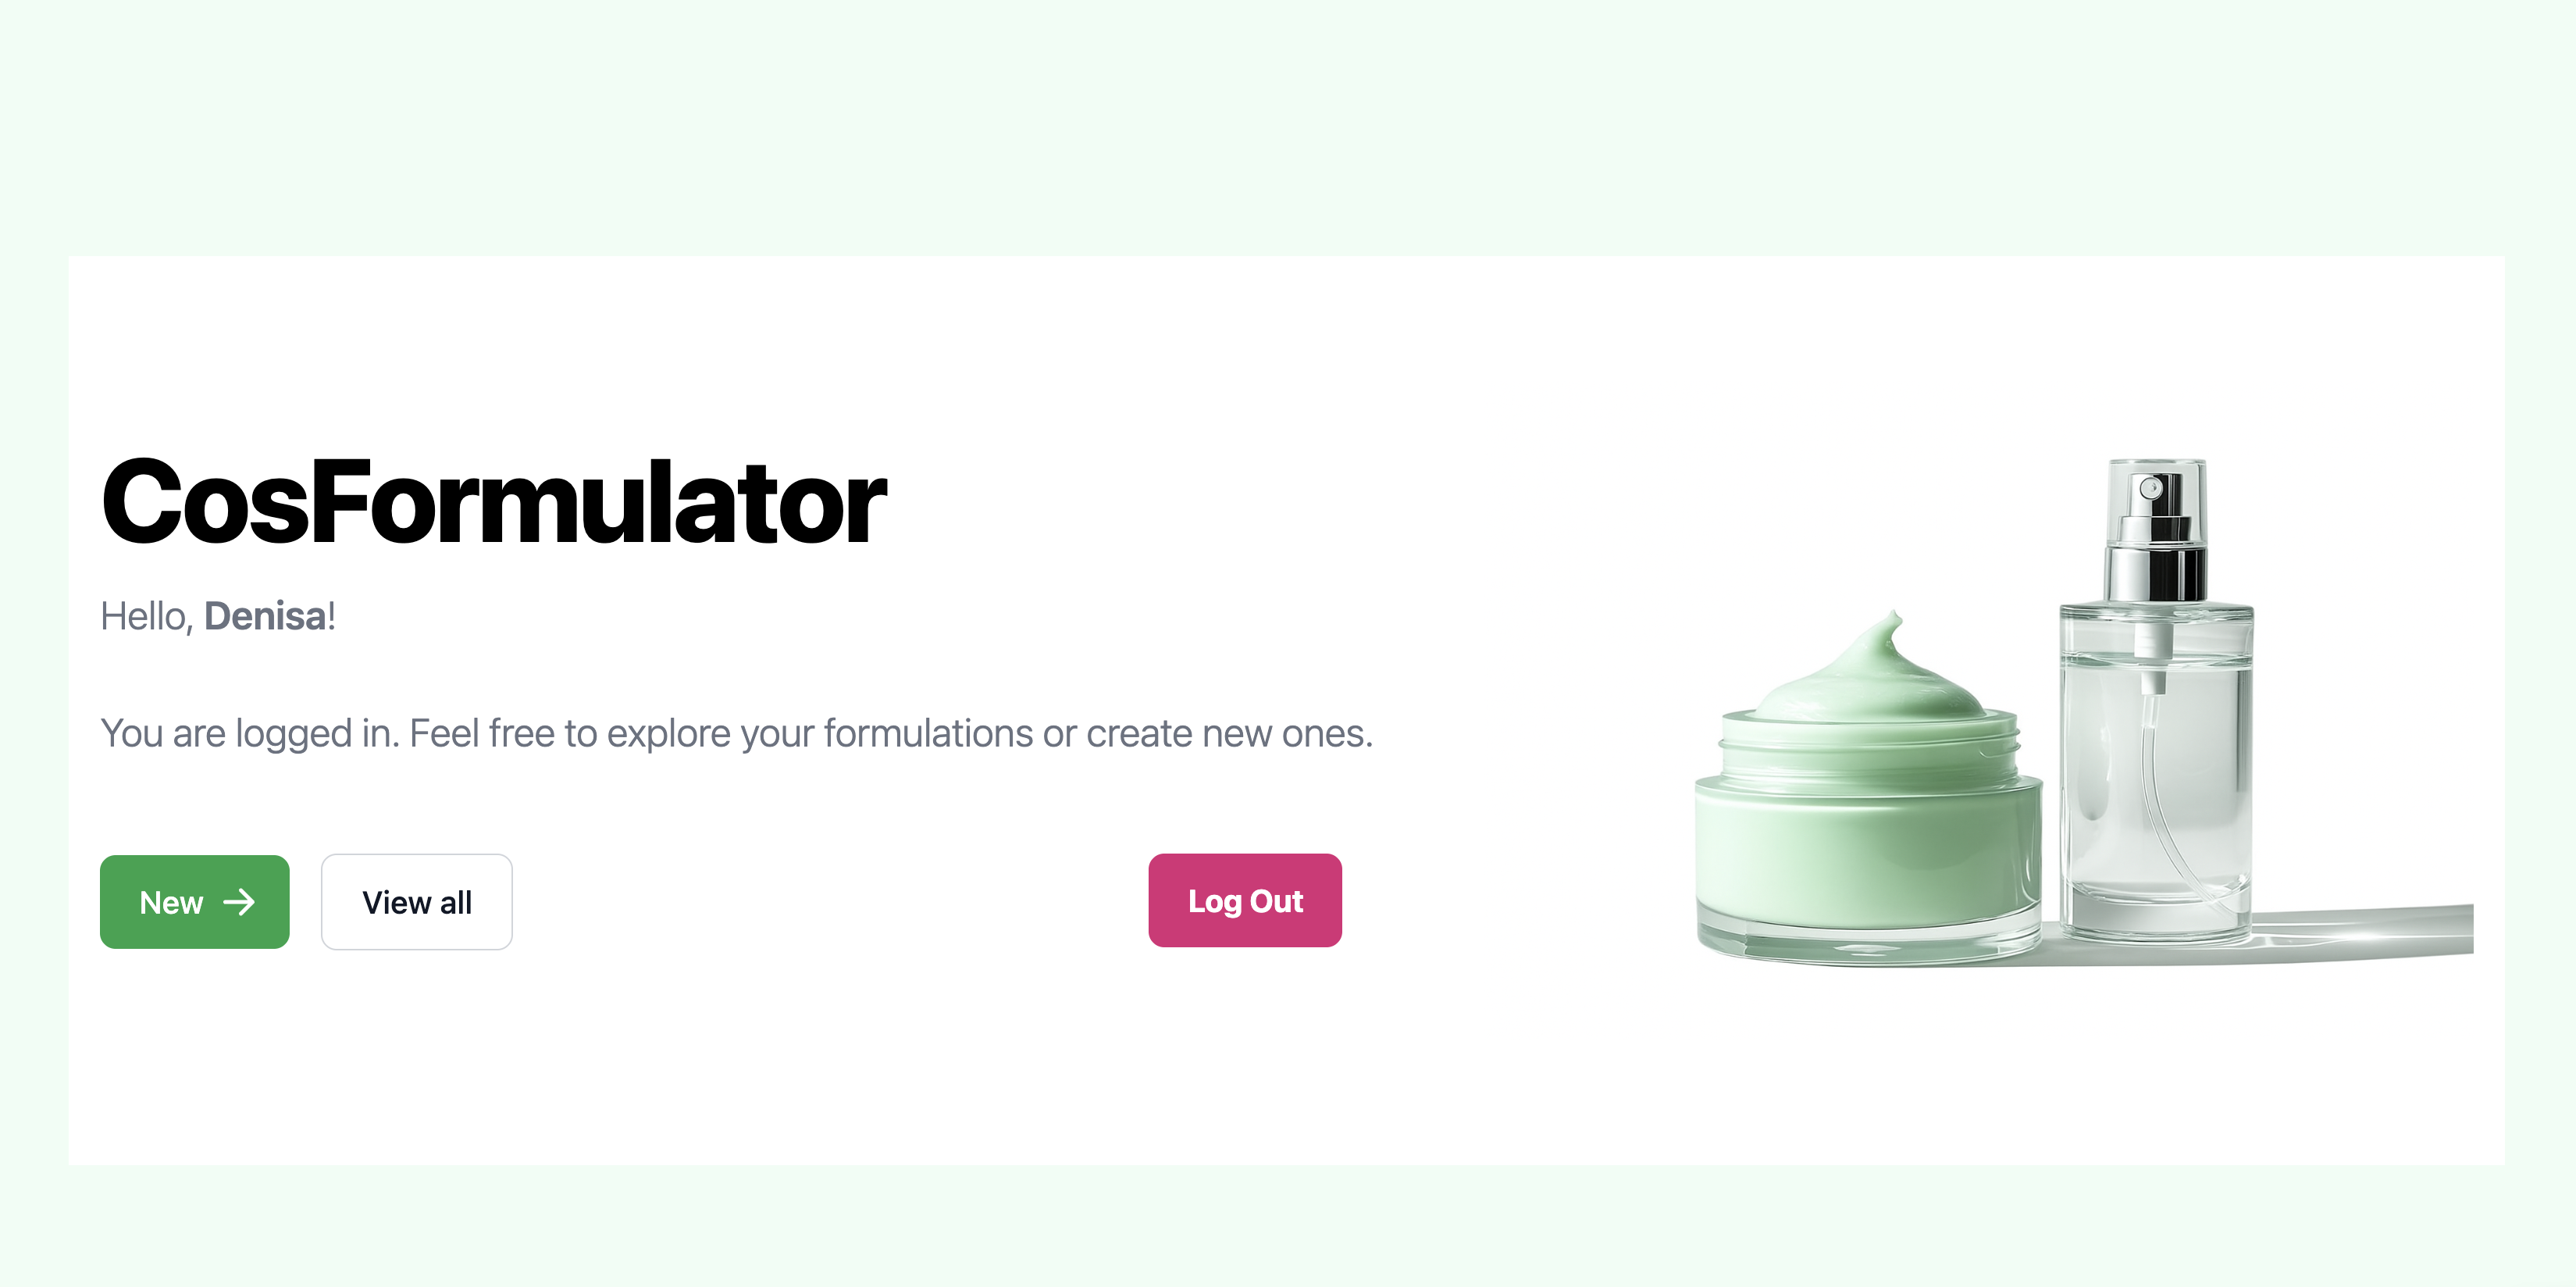 CosFormulator
Hello, Denisa!
You are logged in. Feel free to explore your formulations or create new ones.
New
View all
Log Out